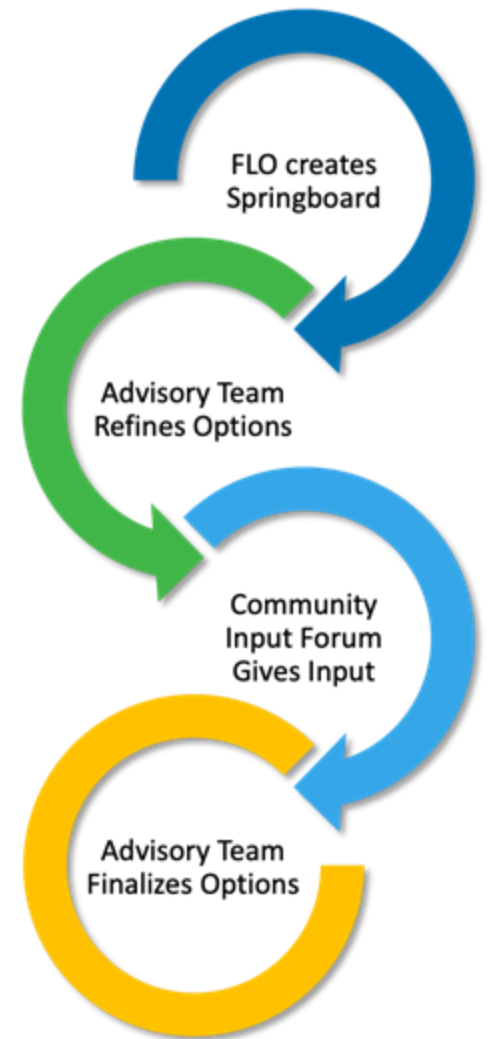 FLO creates
Springboard
Advisory Team
Refines Options
Community
Input Forum
Gives Input
Advisory Team
Finalizes Options